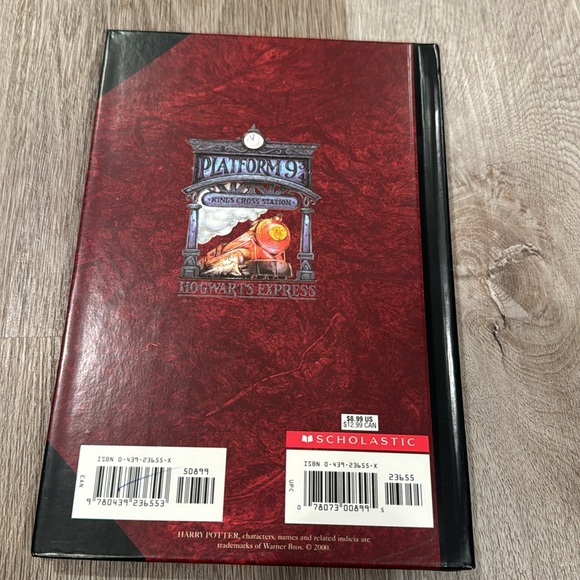 PLATFORM 9¾
KING'S CROSS STATION
HOGWARTS EXPRESS
$8.99 US
$12.99 CAN
SCHOLASTIC
ISBN 0-439-23655-X
50899
CAN
9 780439 236553
ISBN 0-439-23655-X
23655
UPC
0 78073 00899 5
HARRY POTTER, characters, names and related indicia are
trademarks of Warner Bros. © 2000.